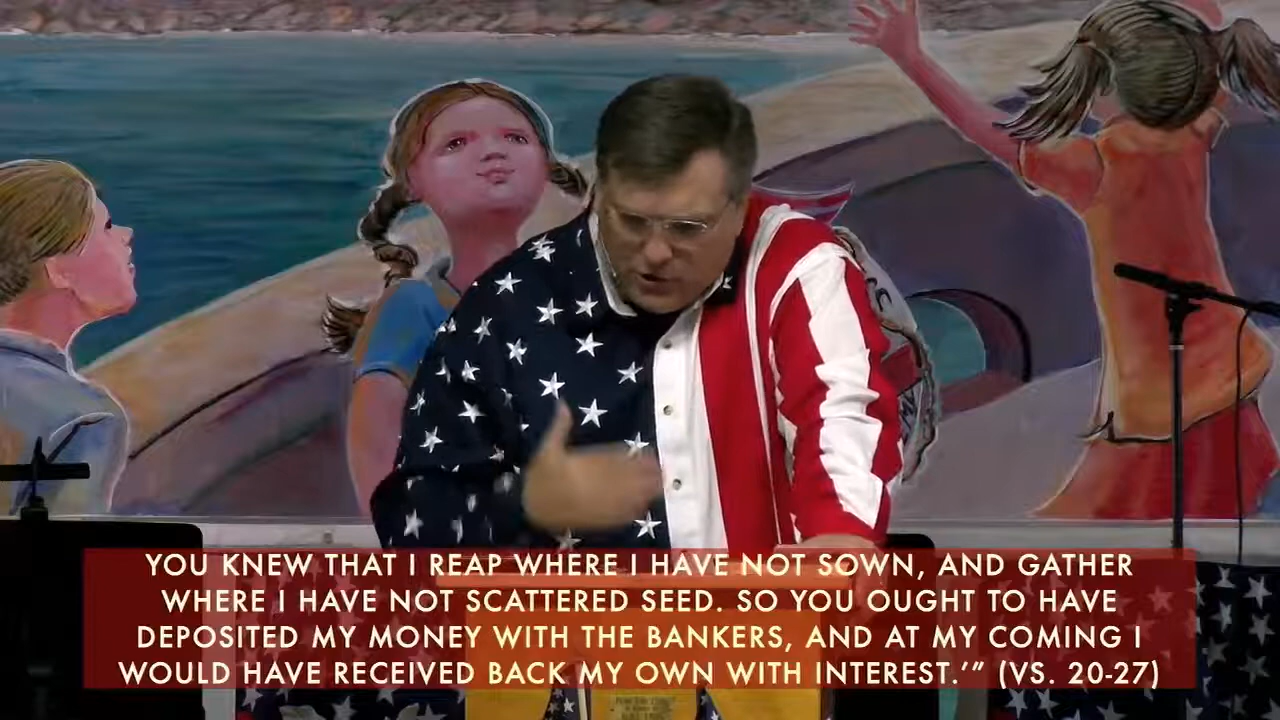 YOU KNEW THAT I REAP WHERE I HAVE NOT SOWN, AND GATHER
WHERE I HAVE NOT SCATTERED SEED. SO YOU OUGHT TO HAVE
DEPOSITED MY MONEY WITH THE BANKERS, AND AT MY COMING I
WOULD HAVE RECEIVED BACK MY OWN WITH INTEREST.’” (VS. 20-27)